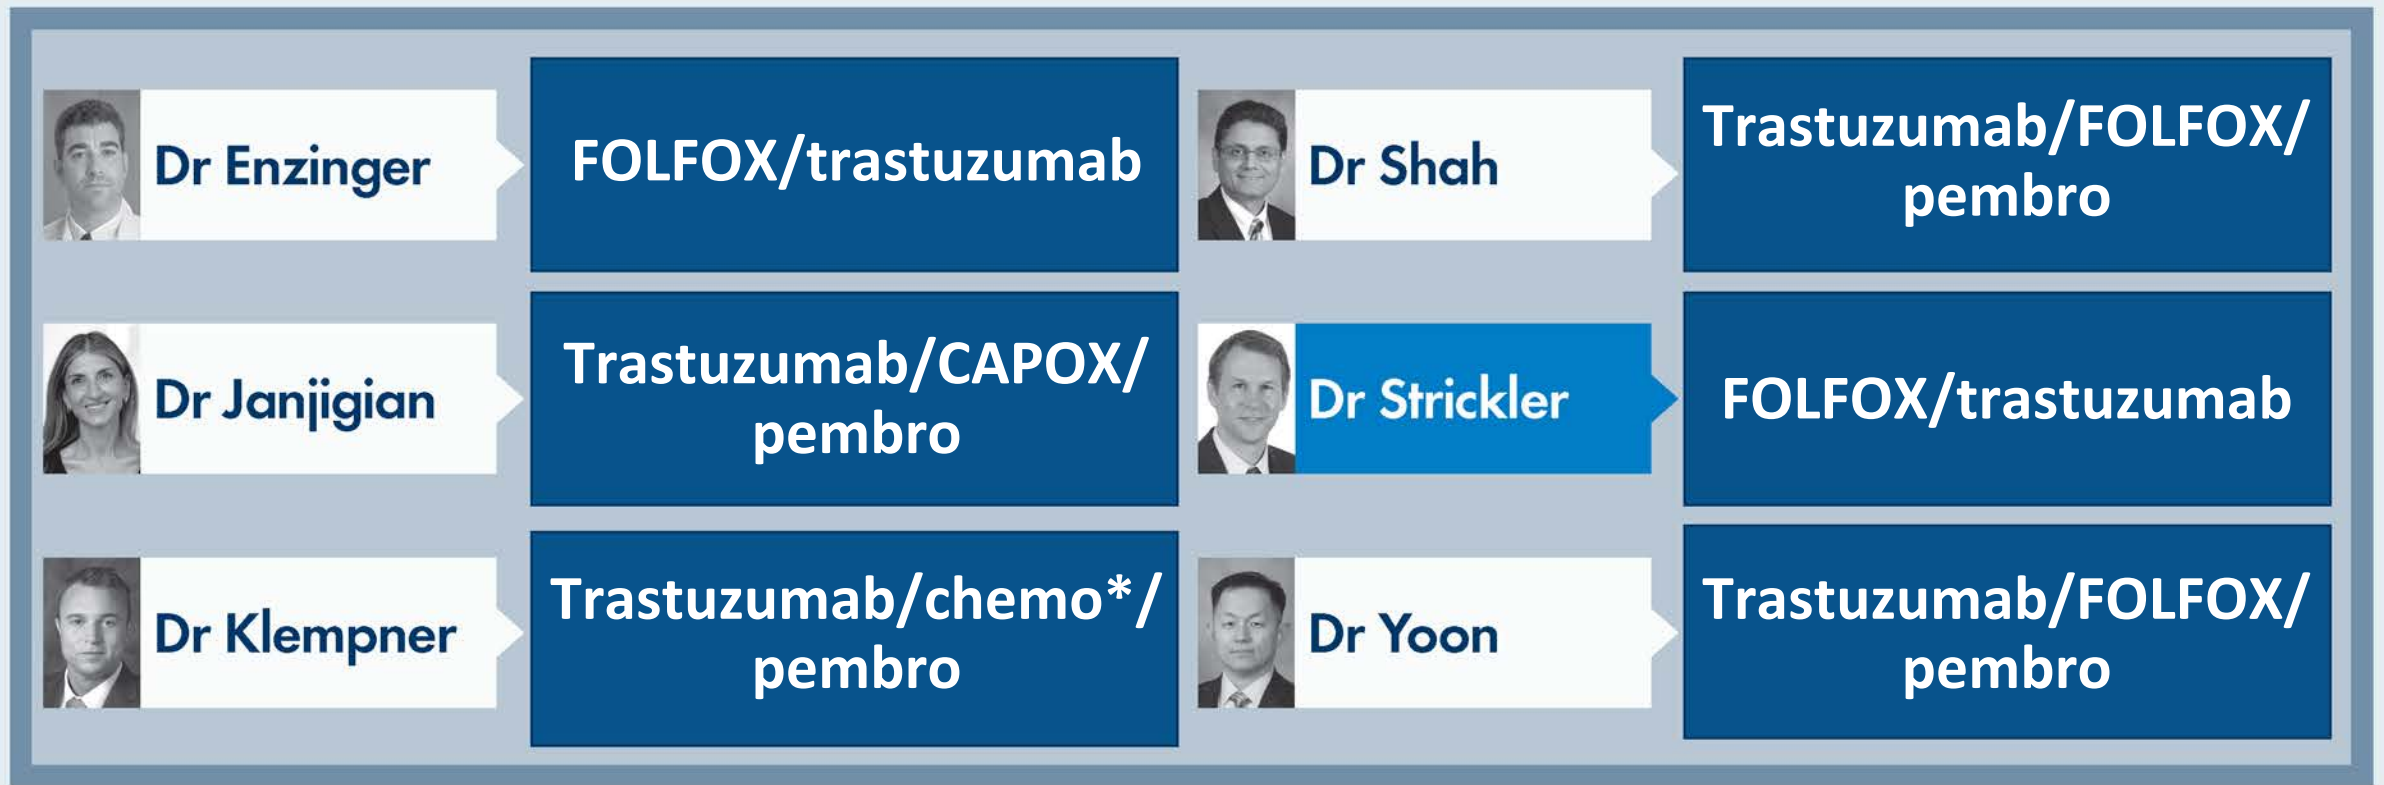 Dr Enzinger
FOLFOX/trastuzumab
Dr Shah
Trastuzumab/FOLFOX/
pembro
Dr Janjigian
Trastuzumab/CAPOX/
pembro
Dr Strickler
FOLFOX/trastuzumab
Dr Klempner
Trastuzumab/chemo*/
pembro
Dr Yoon
Trastuzumab/FOLFOX/
pembro